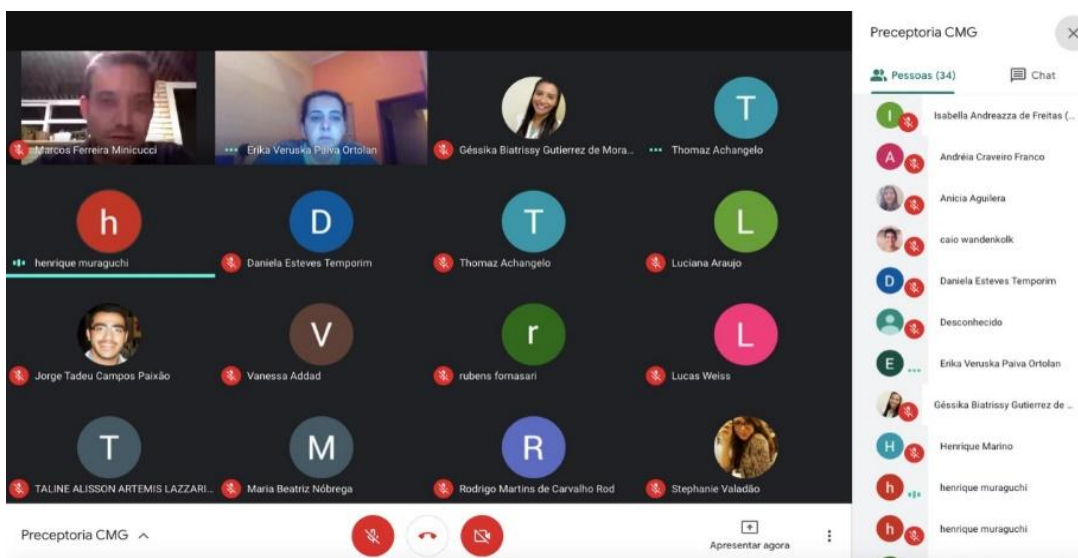 Marcos Ferreira Minicucci
Erika Veruska Paiva Ortolan
Géssika Biatrissy Gutierrez de Mora...
T
Thomaz Achangelo
h
henrique muraguchi
D
Daniela Esteves Temporim
T
Thomaz Achangelo
L
Luciana Araujo
Jorge Tadeu Campos Paixão
V
Vanessa Addad
r
rubens fornasari
L
Lucas Weiss
T
TALINE ALISSON ARTEMIS LAZZARI...
M
Maria Beatriz Nóbrega
R
Rodrigo Martins de Carvalho Rod
Stephanie Valadão
Preceptoria CMG
Apresentar agora
Preceptoria CMG
Pessoas (34)
Chat
I
Isabella Andreazza de Freitas (...
A
Andréia Craveiro Franco
Anicia Aguilera
caio wandenkolk
D
Daniela Esteves Temporim
Desconhecido
E
Erika Veruska Paiva Ortolan
Géssika Biatrissy Gutierrez de ...
H
Henrique Marino
h
henrique muraguchi
h
henrique muraguchi